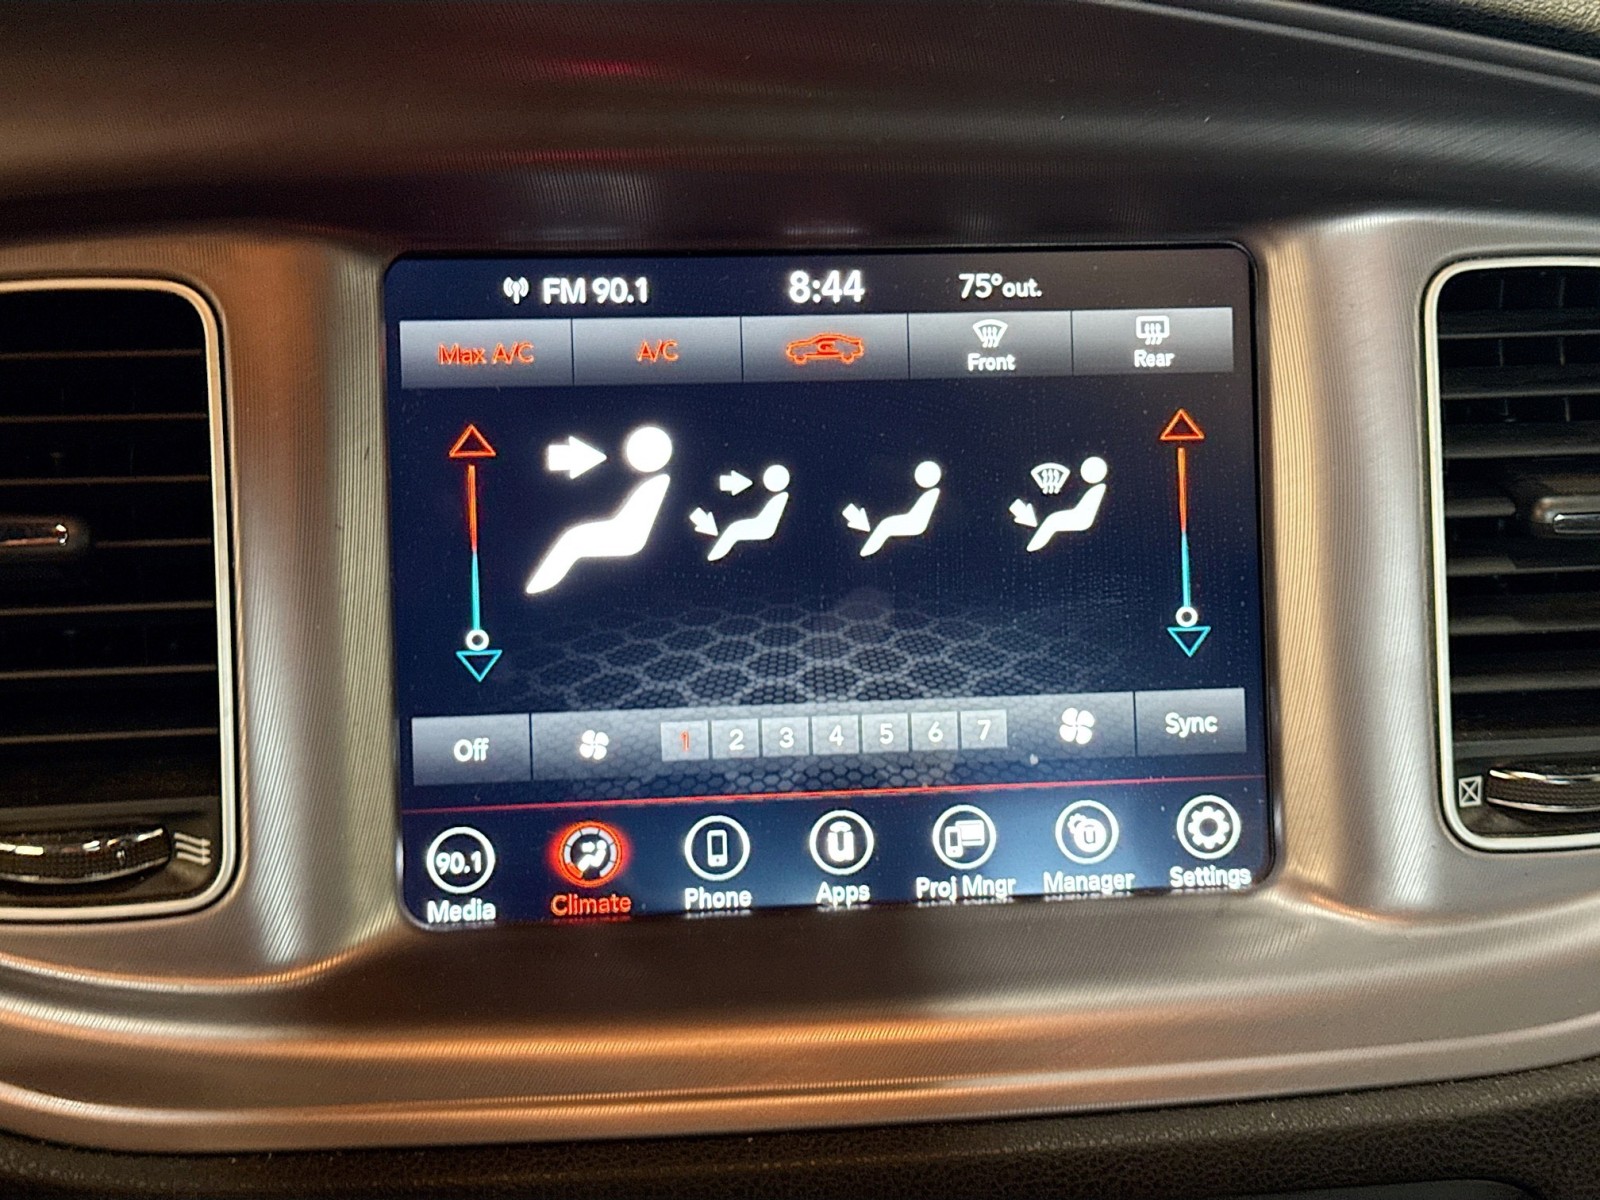 FM 90.1 8:44 75°out.
Max A/C A/C Front Rear
Off 1 2 3 4 5 6 7 Sync
90.1
Media Climate Phone Apps Proj Mngr Manager Settings